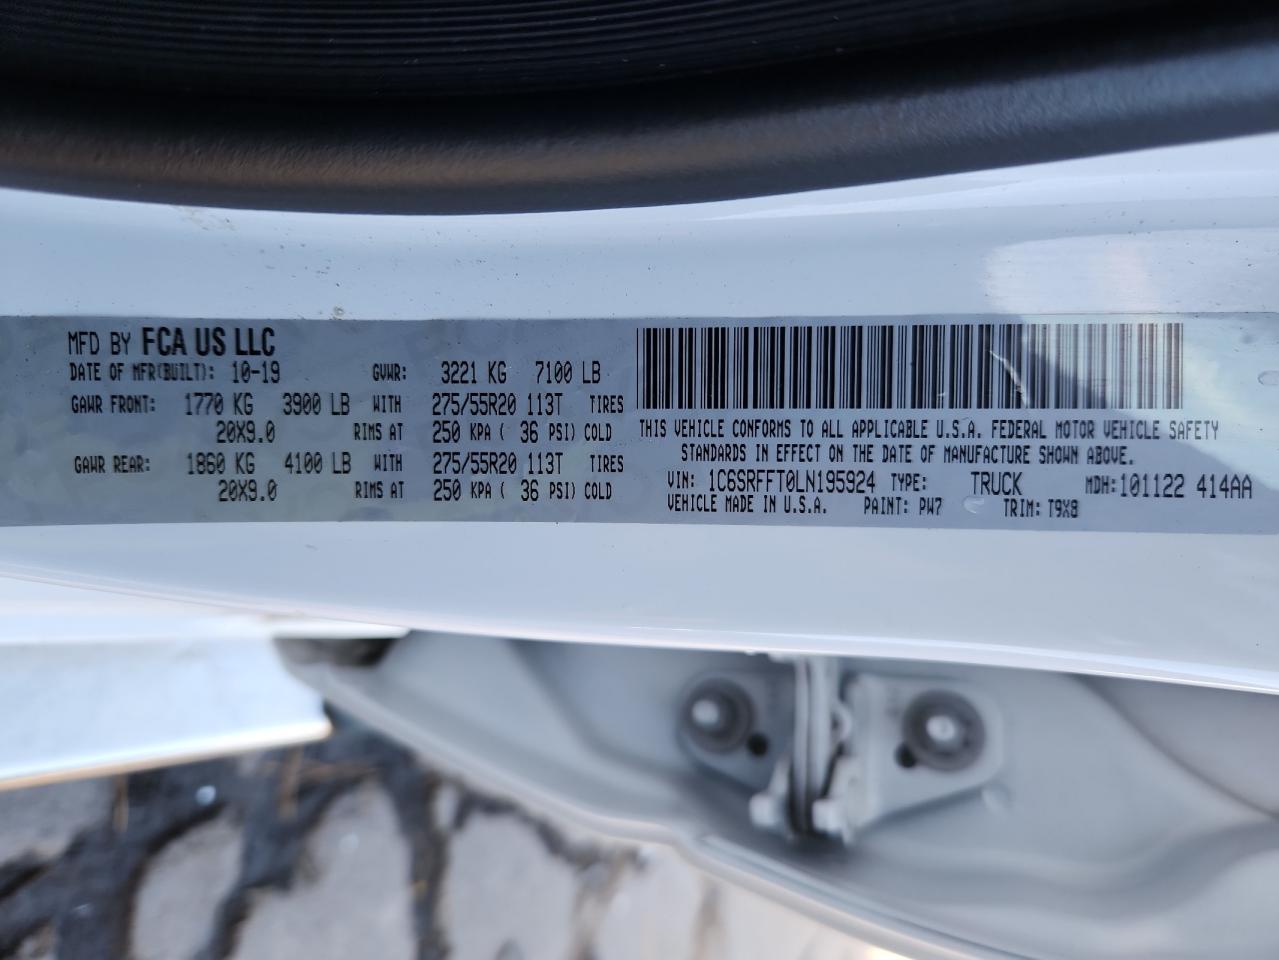 MFD BY FCA US LLC
DATE OF MFR(BUILT): 10-19 GVWR: 3221 KG 7100 LB
GAWR FRONT: 1770 KG 3900 LB WITH 275/55R20 113T TIRES
20X9.0 RIMS AT 250 KPA ( 36 PSI) COLD
GAWR REAR: 1860 KG 4100 LB WITH 275/55R20 113T TIRES
20X9.0 RIMS AT 250 KPA ( 36 PSI) COLD
THIS VEHICLE CONFORMS TO ALL APPLICABLE U.S.A. FEDERAL MOTOR VEHICLE SAFETY
STANDARDS IN EFFECT ON THE DATE OF MANUFACTURE SHOWN ABOVE.
VIN: 1C6SRFFT0LN195924 TYPE: TRUCK MDH: 101122 414AA
VEHICLE MADE IN U.S.A. PAINT: PW7 TRIM: T9X8